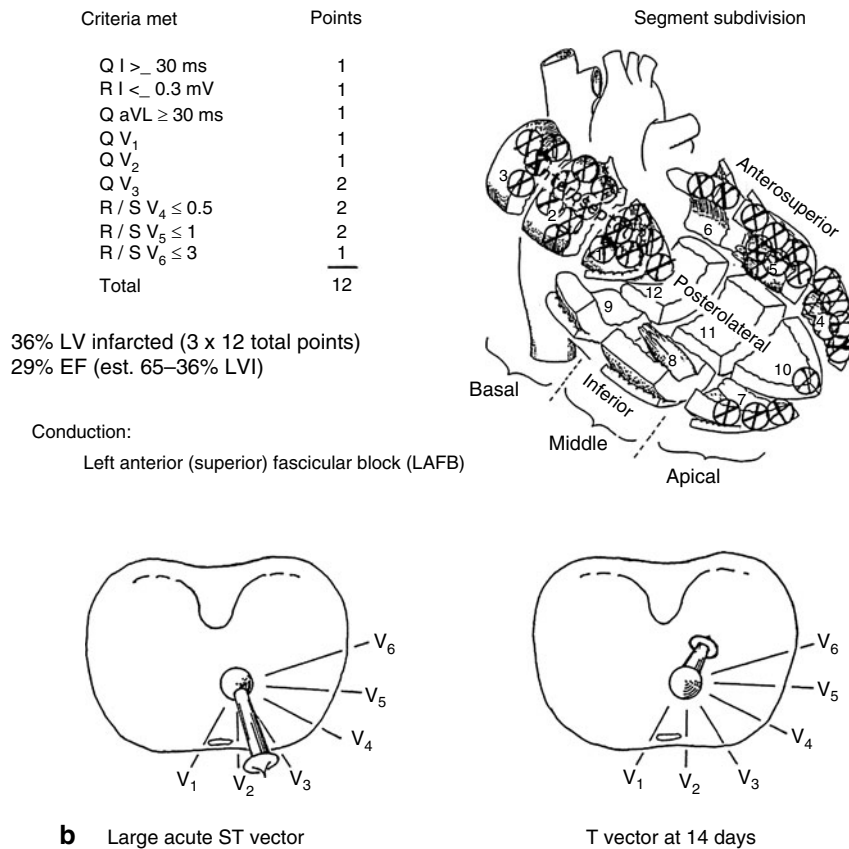 Criteria met Points
Q I >_ 30 ms 1
R I <_ 0.3 mV 1
Q aVL ≥ 30 ms 1
Q V1 1
Q V2 1
Q V3 2
R / S V4 ≤ 0.5 2
R / S V5 ≤ 1 2
R / S V6 ≤ 3 1
Total 12
36% LV infarcted (3 x 12 total points)
29% EF (est. 65–36% LVI)
Conduction:
Left anterior (superior) fascicular block (LAFB)
Segment subdivision
Anterosuperior
3
2
1
6
5
4
9
12
Posterolateral
11
8
10
7
Basal
Inferior
Middle
Apical
V6
V5
V4
V3
V2
V1
V6
V5
V4
V3
V2
V1
b Large acute ST vector
T vector at 14 days